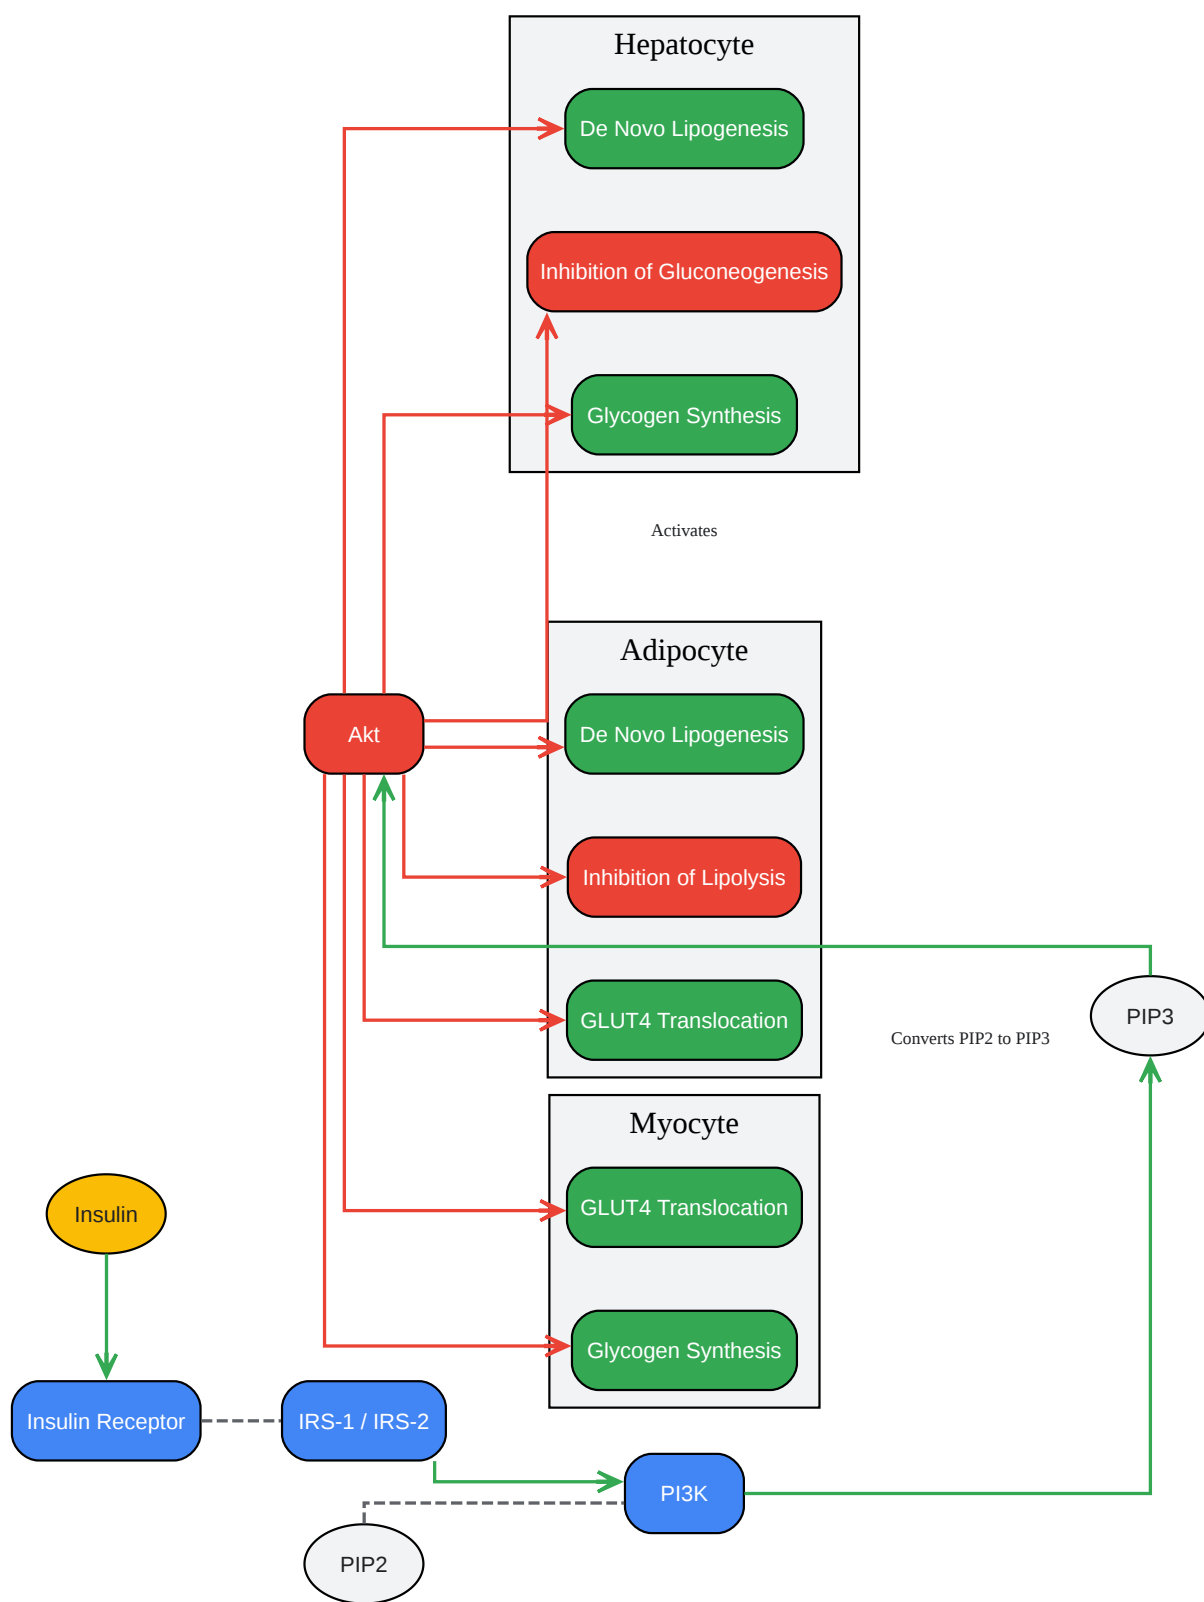 Hepatocyte
De Novo Lipogenesis
Inhibition of Gluconeogenesis
Glycogen Synthesis
Activates
Adipocyte
Akt
De Novo Lipogenesis
Inhibition of Lipolysis
GLUT4 Translocation
PIP3
Converts PIP2 to PIP3
Myocyte
GLUT4 Translocation
Insulin
Glycogen Synthesis
Insulin Receptor
IRS-1 / IRS-2
PI3K
PIP2